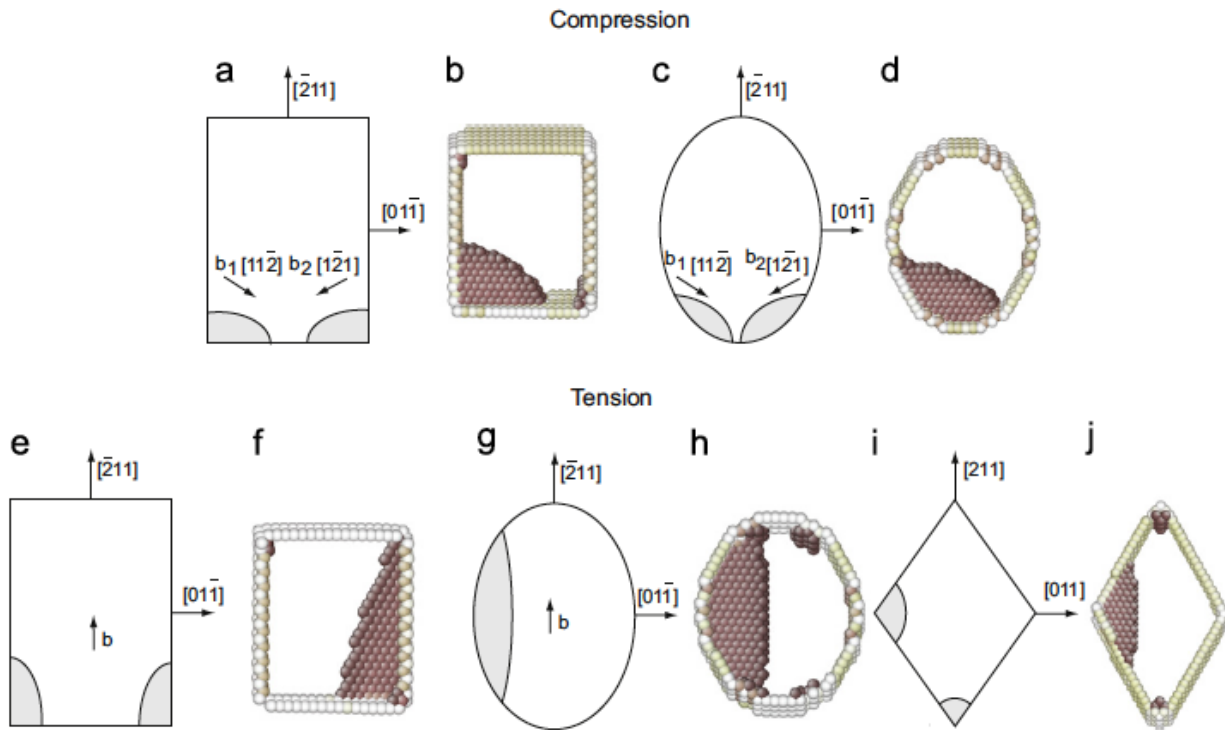 Compression
a
b
c
d
[2̄11]
[2̄11]
[011̄]
[011̄]
b1 [112̄] b2 [12̄1]
b1 [112̄] b2 [12̄1]
Tension
e
f
g
h
i
j
[2̄11]
[2̄11]
[211]
[011̄]
[011̄]
[011]
b
b